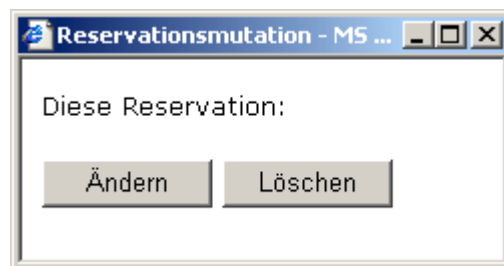 Reservationsmutation - MS ...
Diese Reservation:
Ändern Löschen